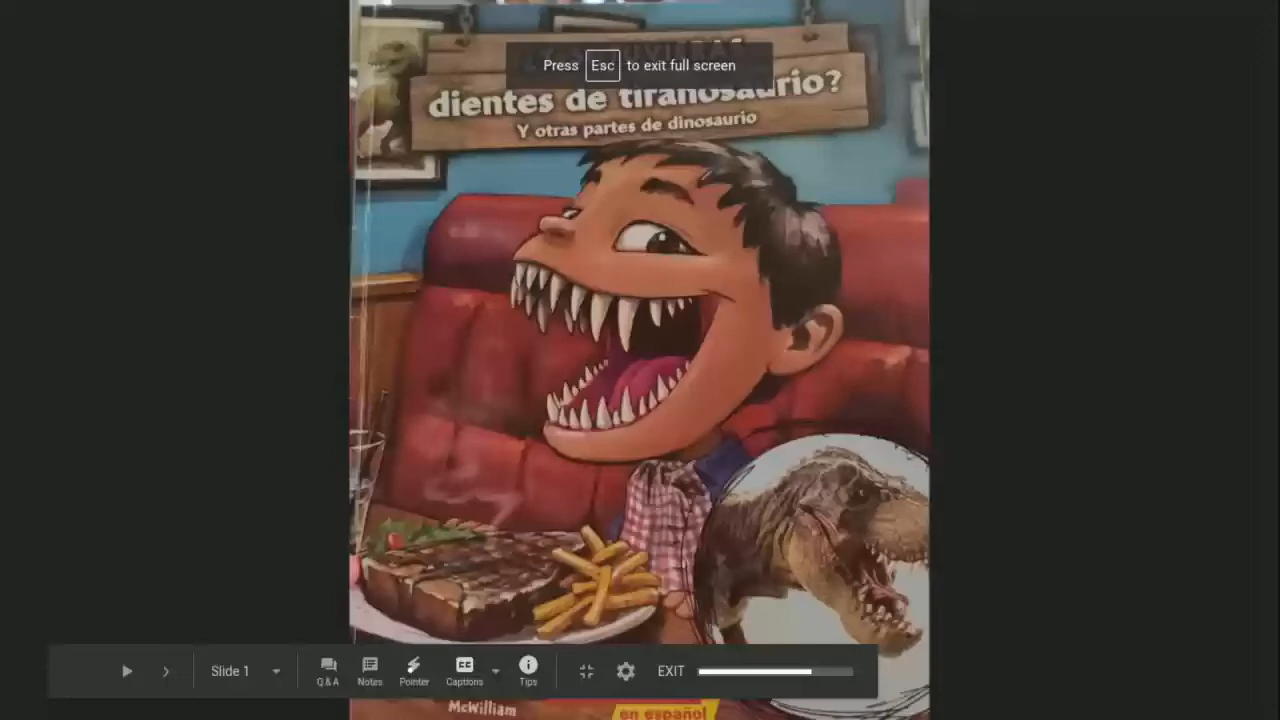 Press Esc to exit full screen
dientes de tiranosaurio?
Y otras partes de dinosaurio
Slide 1
Q&A
Notes
Pointer
Captions
Tips
EXIT
McWilliam
en español